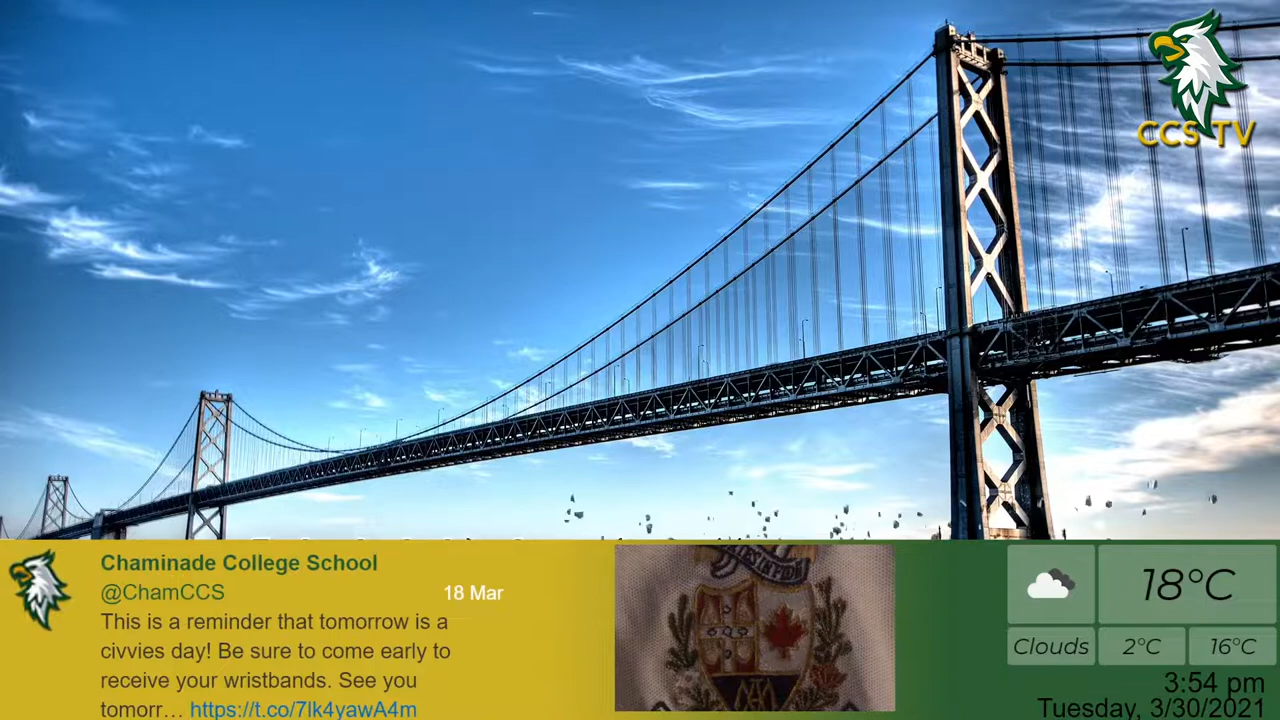 CCS TV
Chaminade College School
@ChamCCS
18 Mar
This is a reminder that tomorrow is a
civvies day! Be sure to come early to
receive your wristbands. See you
tomorr… https://t.co/7lk4yawA4m
18°C
Clouds
2°C
16°C
3:54 pm
Tuesday, 3/30/2021